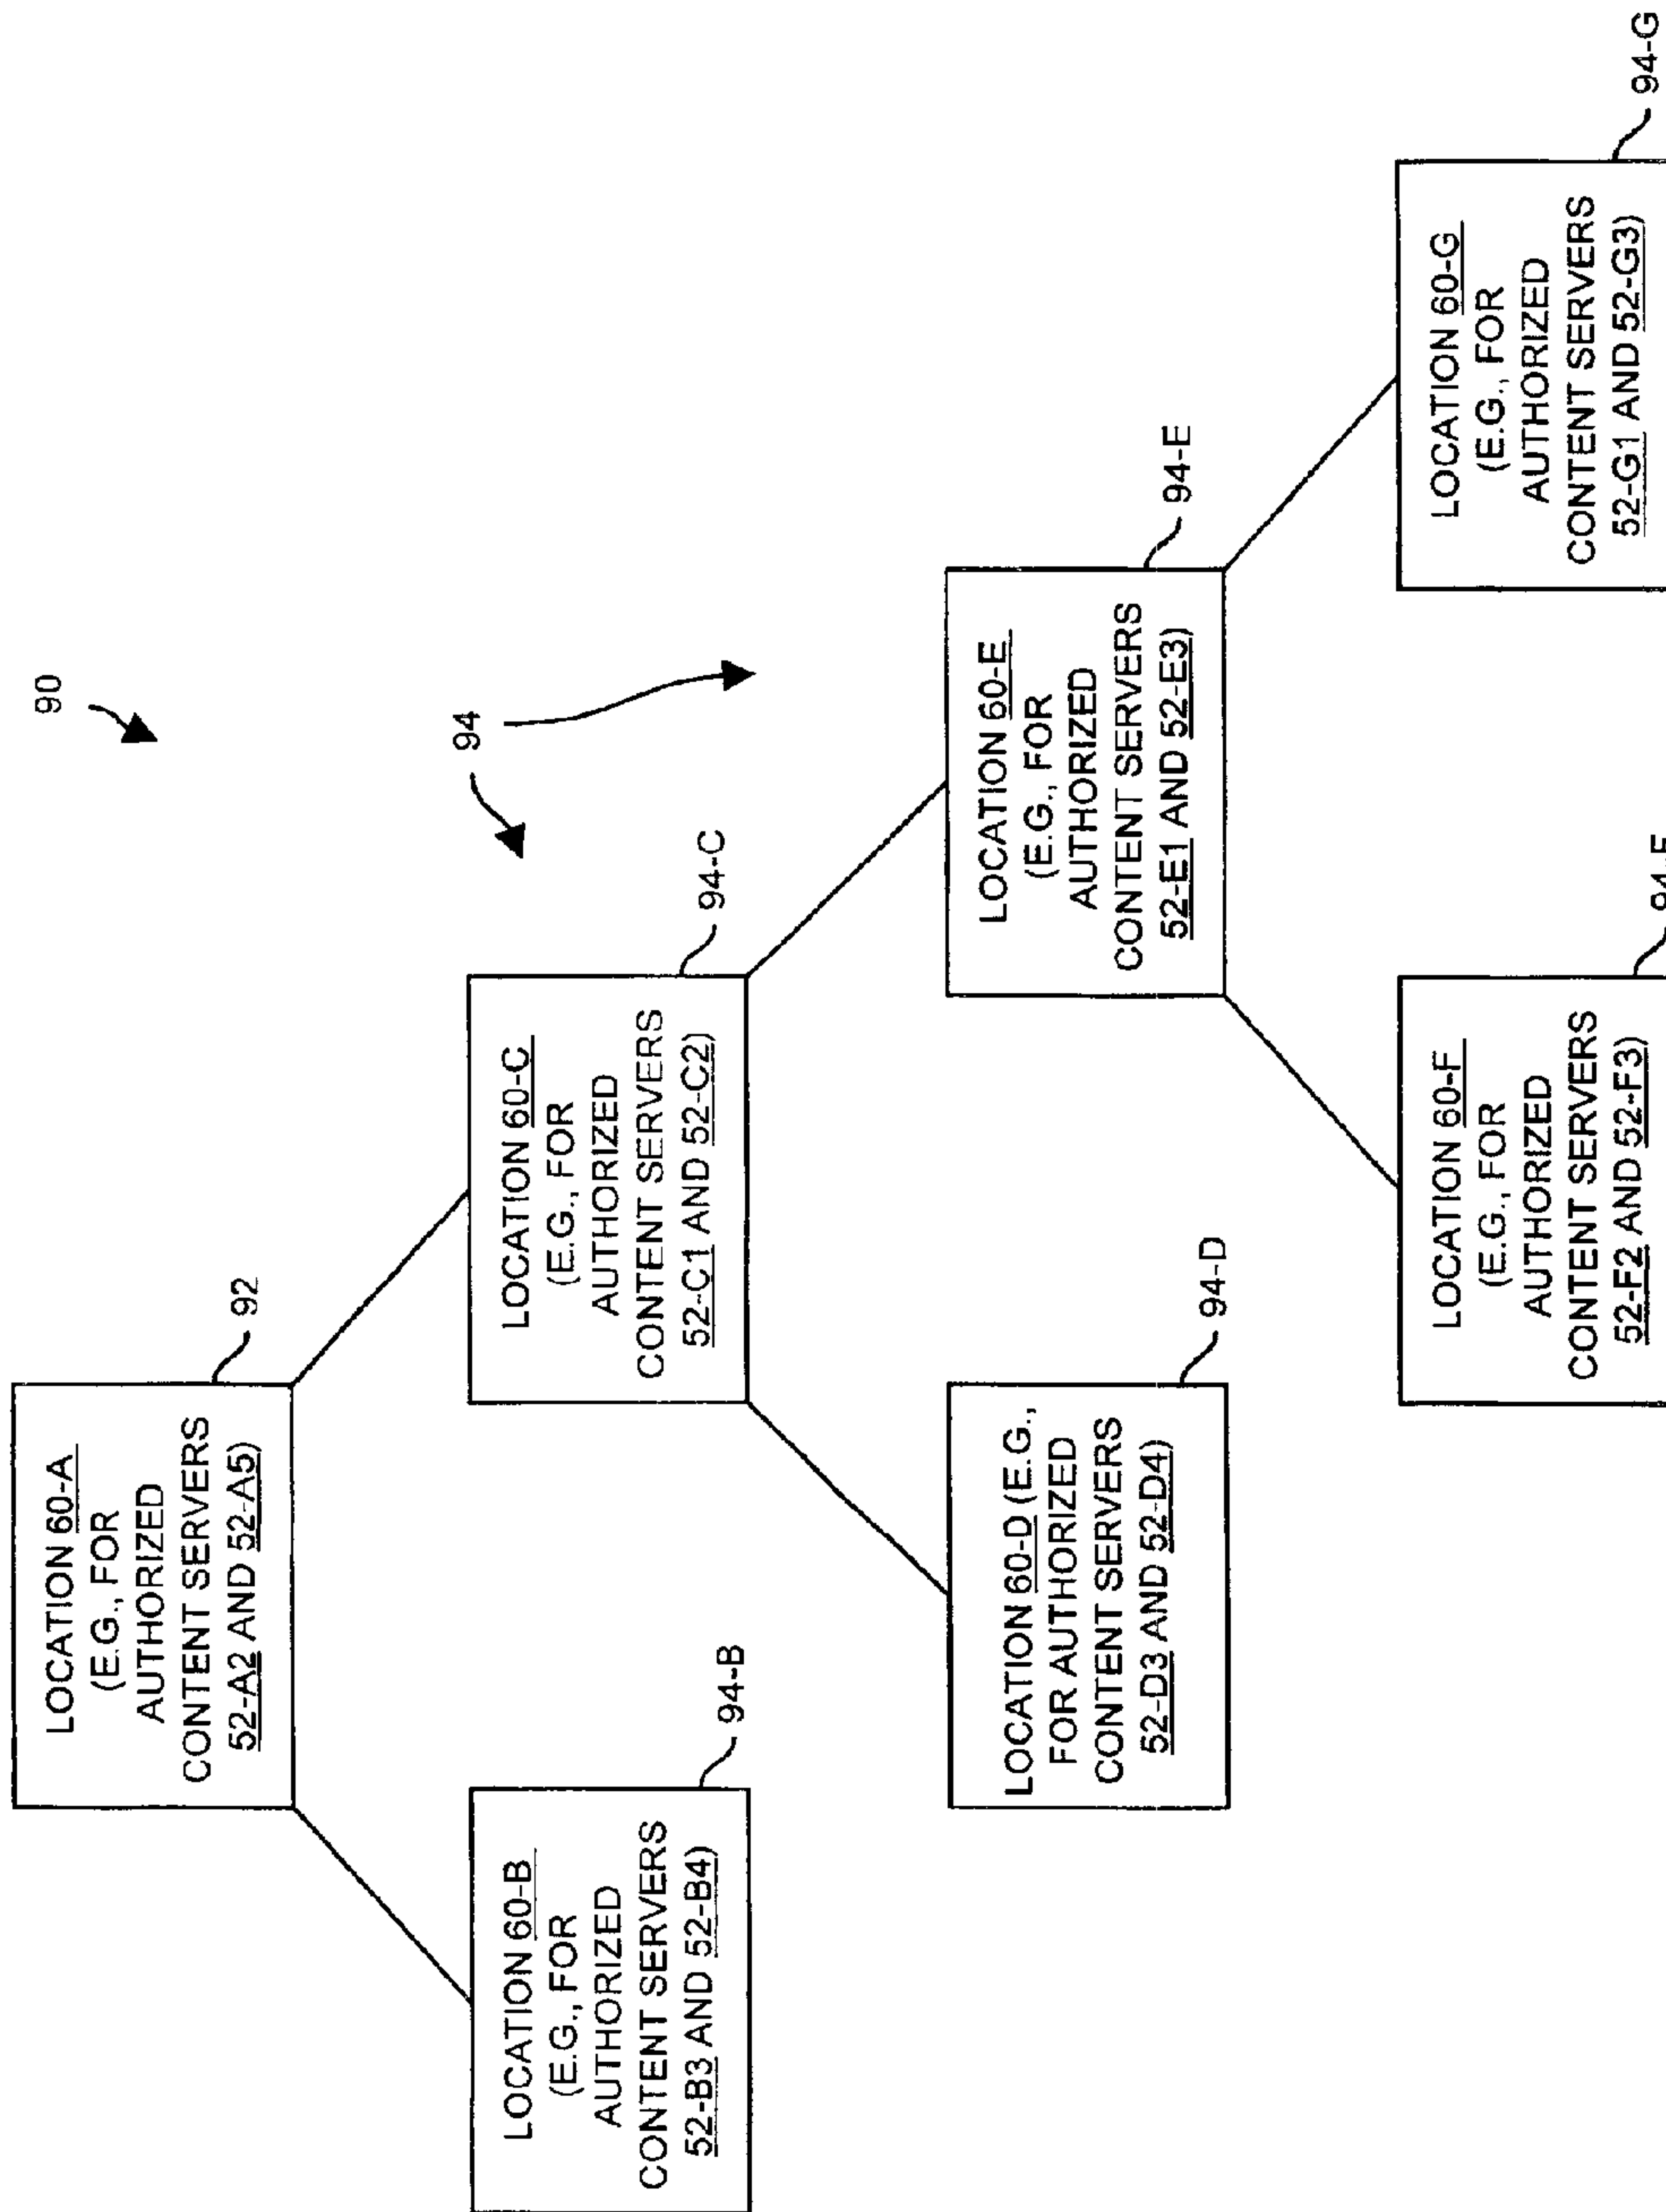 90
94
LOCATION 60-A
(E.G., FOR
AUTHORIZED
CONTENT SERVERS
52-A2 AND 52-A5)
92
LOCATION 60-B
(E.G., FOR
AUTHORIZED
CONTENT SERVERS
52-B3 AND 52-B4)
94-B
LOCATION 60-C
(E.G., FOR
AUTHORIZED
CONTENT SERVERS
52-C1 AND 52-C2)
94-C
LOCATION 60-D (E.G.,
FOR AUTHORIZED
CONTENT SERVERS
52-D3 AND 52-D4)
94-D
LOCATION 60-E
(E.G., FOR
AUTHORIZED
CONTENT SERVERS
52-E1 AND 52-E3)
94-E
LOCATION 60-F
(E.G., FOR
AUTHORIZED
CONTENT SERVERS
52-F2 AND 52-F3)
94-F
LOCATION 60-G
(E.G., FOR
AUTHORIZED
CONTENT SERVERS
52-G1 AND 52-G3)
94-G